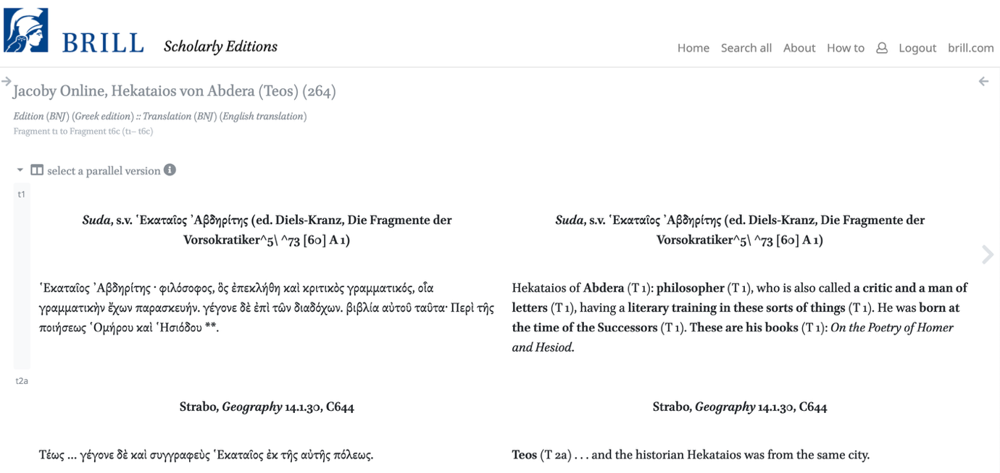 BRILL Scholarly Editions
Home Search all About How to Logout brill.com
Jacoby Online, Hekataios von Abdera (Teos) (264)
Edition (BNJ) (Greek edition) :: Translation (BNJ) (English translation)
Fragment t1 to Fragment t6c (t1– t6c)
select a parallel version
t1
Suda, s.v. Ἑκαταῖος Ἀβδηρίτης (ed. Diels-Kranz, Die Fragmente der
Vorsokratiker^5\ ^73 [60] A 1)
Ἑκαταῖος Ἀβδηρίτης · φιλόσοφος, ὃς ἐπεκλήθη καὶ κριτικὸς γραμματικός, οἷα
γραμματικὴν ἔχων παρασκευήν. γέγονε δὲ ἐπὶ τῶν διαδόχων. βιβλία αὐτοῦ ταῦτα· Περὶ τῆς
ποιήσεως Ὁμήρου καὶ Ἡσιόδου **.
Suda, s.v. Ἑκαταῖος Ἀβδηρίτης (ed. Diels-Kranz, Die Fragmente der
Vorsokratiker^5\ ^73 [60] A 1)
Hekataios of Abdera (T 1): philosopher (T 1), who is also called a critic and a man of
letters (T 1), having a literary training in these sorts of things (T 1). He was born at
the time of the Successors (T 1). These are his books (T 1): On the Poetry of Homer
and Hesiod.
t2a
Strabo, Geography 14.1.30, C644
Τέως ... γέγονε δὲ καὶ συγγραφεὺς Ἑκαταῖος ἐκ τῆς αὐτῆς πόλεως.
Strabo, Geography 14.1.30, C644
Teos (T 2a) . . . and the historian Hekataios was from the same city.